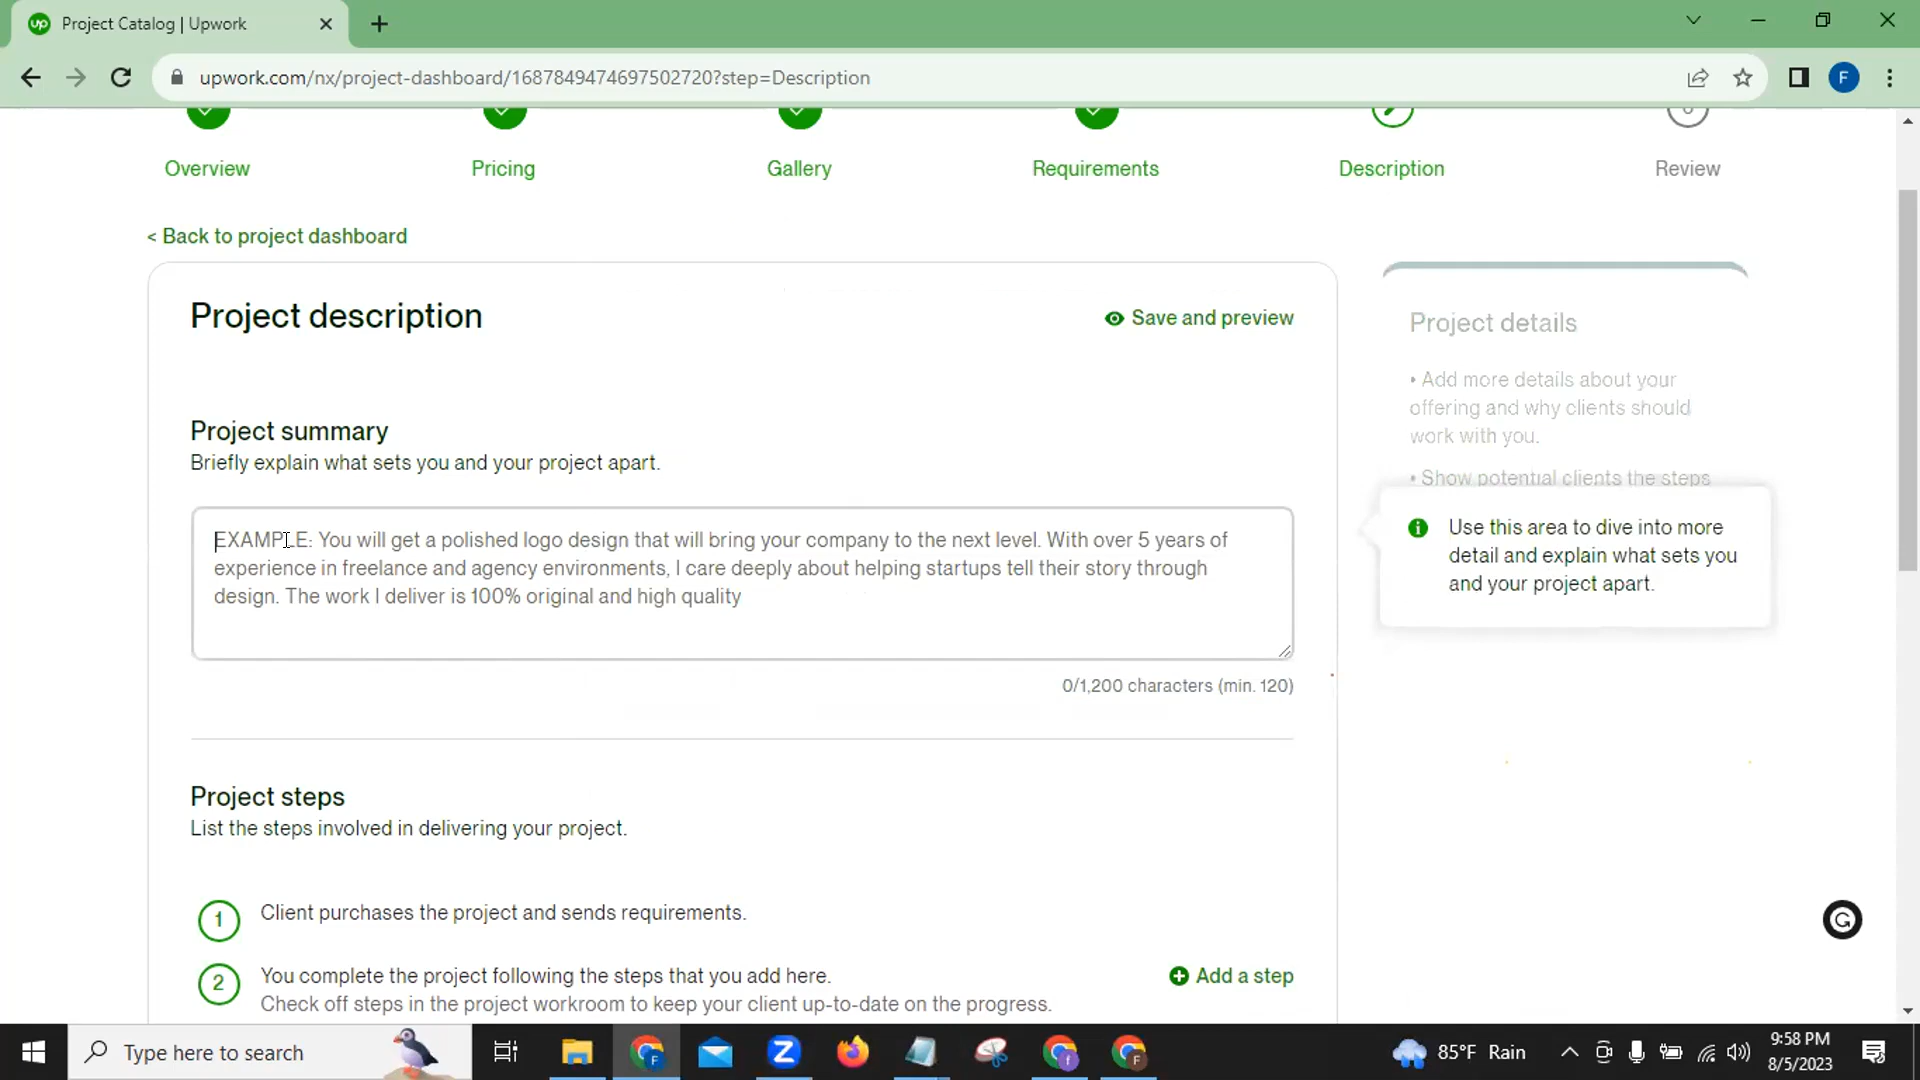 up Project Catalog | Upwork
upwork.com/nx/project-dashboard/1687849474697502720?step=Description
F
Overview
Pricing
Gallery
Requirements
Description
Review
< Back to project dashboard
Project description
Save and preview
Project summary
Briefly explain what sets you and your project apart.
EXAMPLE: You will get a polished logo design that will bring your company to the next level. With over 5 years of
experience in freelance and agency environments, I care deeply about helping startups tell their story through
design. The work I deliver is 100% original and high quality
0/1,200 characters (min. 120)
Project details
• Add more details about your
offering and why clients should
work with you.
• Show potential clients the steps
Use this area to dive into more
detail and explain what sets you
and your project apart.
Project steps
List the steps involved in delivering your project.
1 Client purchases the project and sends requirements.
2 You complete the project following the steps that you add here.
Add a step
Check off steps in the project workroom to keep your client up-to-date on the progress.
Type here to search
85°F Rain
9:58 PM
8/5/2023